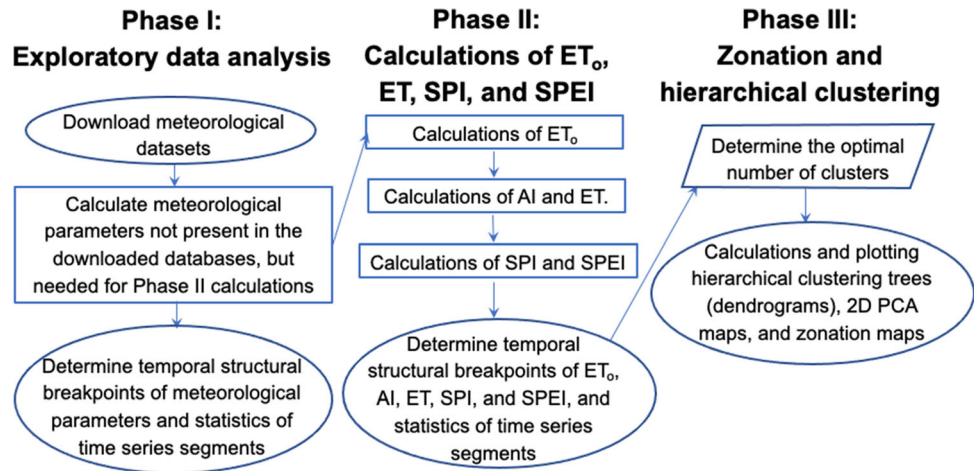 Phase I:
Exploratory data analysis
Download meteorological
datasets
Calculate meteorological
parameters not present in the
downloaded databases, but
needed for Phase II calculations
Determine temporal structural
breakpoints of meteorological
parameters and statistics of
time series segments
Phase II:
Calculations of ETₒ,
ET, SPI, and SPEI
Calculations of ETₒ
Calculations of AI and ET.
Calculations of SPI and SPEI
Determine temporal
structural breakpoints of ETₒ,
AI, ET, SPI, and SPEI, and
statistics of time series
segments
Phase III:
Zonation and
hierarchical clustering
Determine the optimal
number of clusters
Calculations and plotting
hierarchical clustering trees
(dendrograms), 2D PCA
maps, and zonation maps